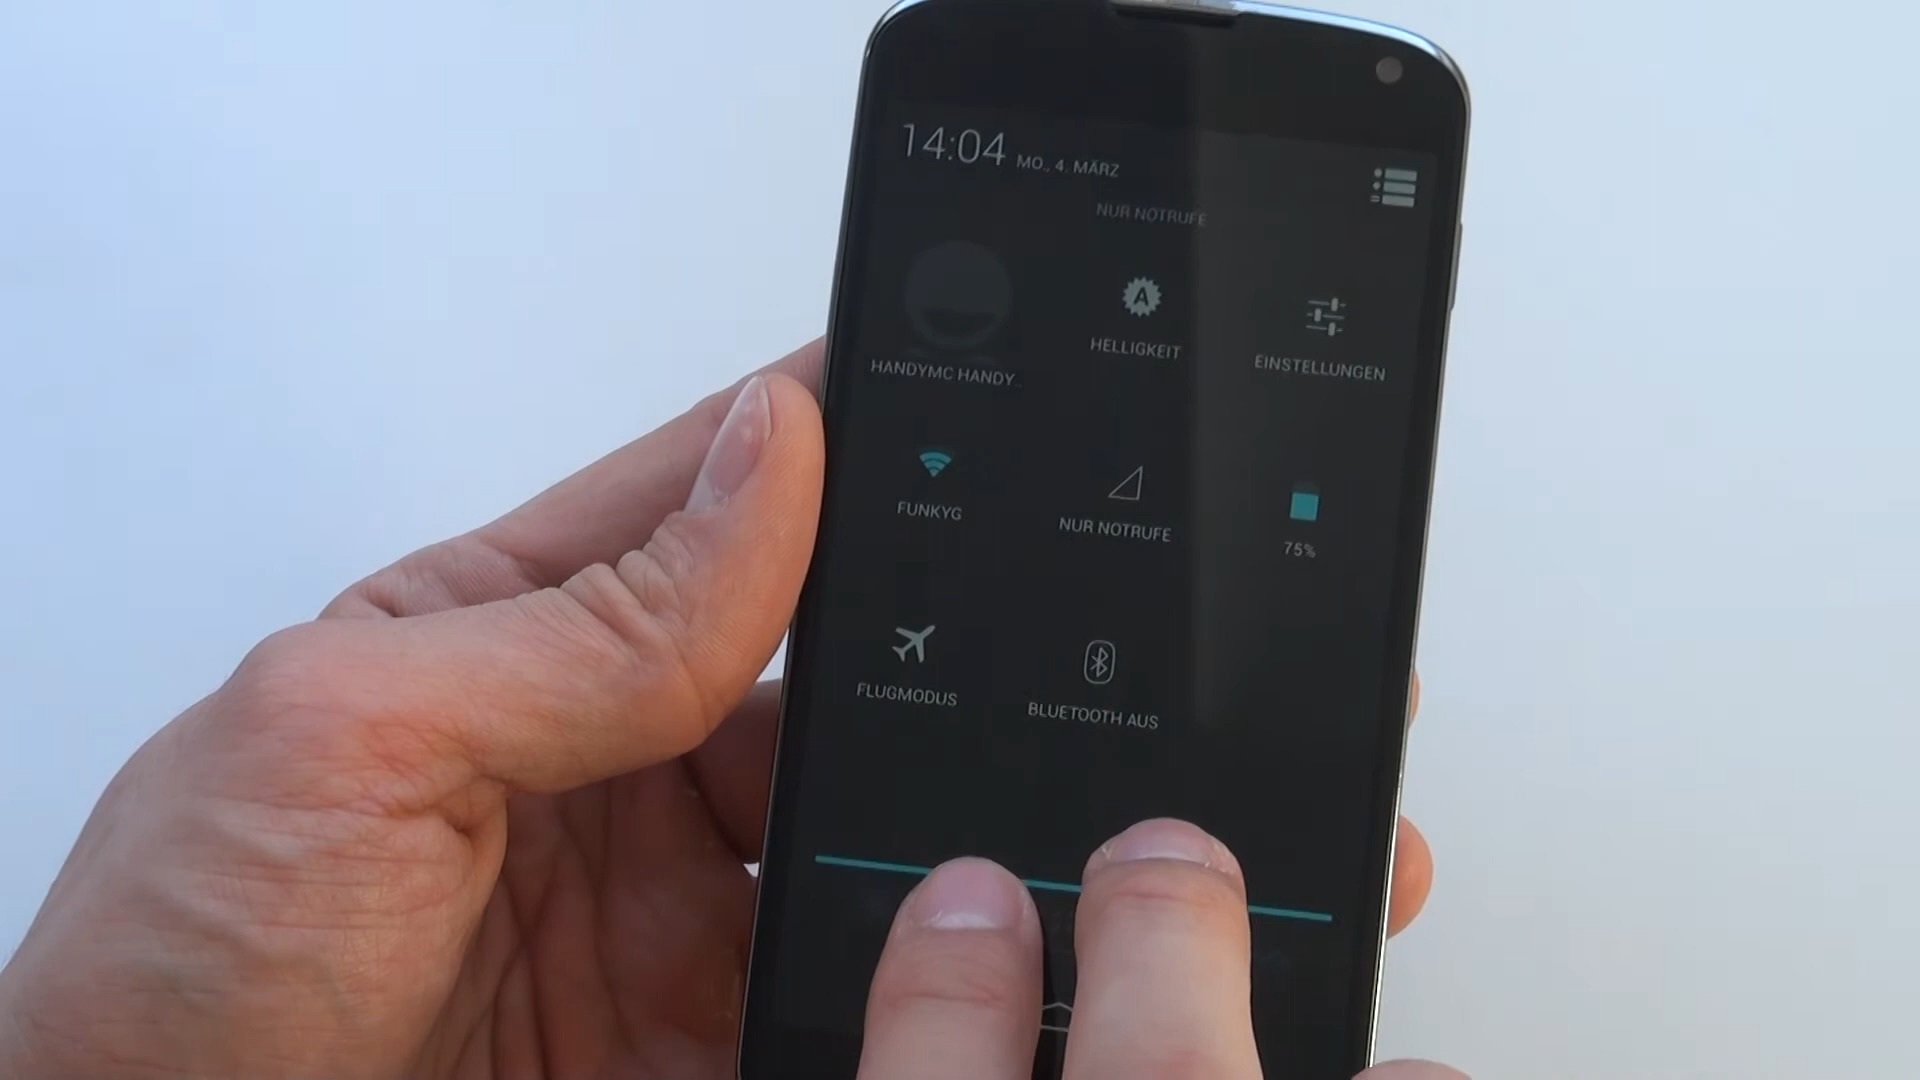 14:04 MO., 4. MÄRZ
NUR NOTRUFE
HANDYMC HANDY..
HELLIGKEIT
EINSTELLUNGEN
FUNKYG
NUR NOTRUFE
75%
FLUGMODUS
BLUETOOTH AUS